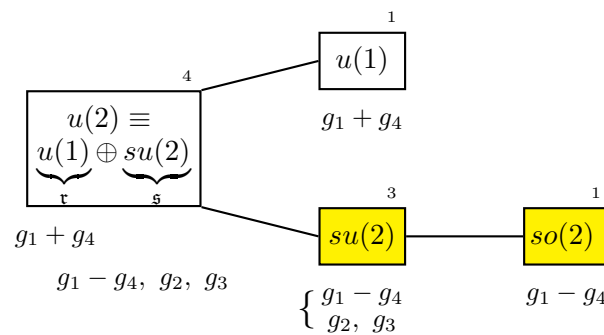 4
u(2) ≡
u(1) ⊕ su(2)
𝔯 𝔰
g₁ + g₄
g₁ − g₄, g₂, g₃
1
u(1)
g₁ + g₄
3
su(2)
{ g₁ − g₄
g₂, g₃
1
so(2)
g₁ − g₄